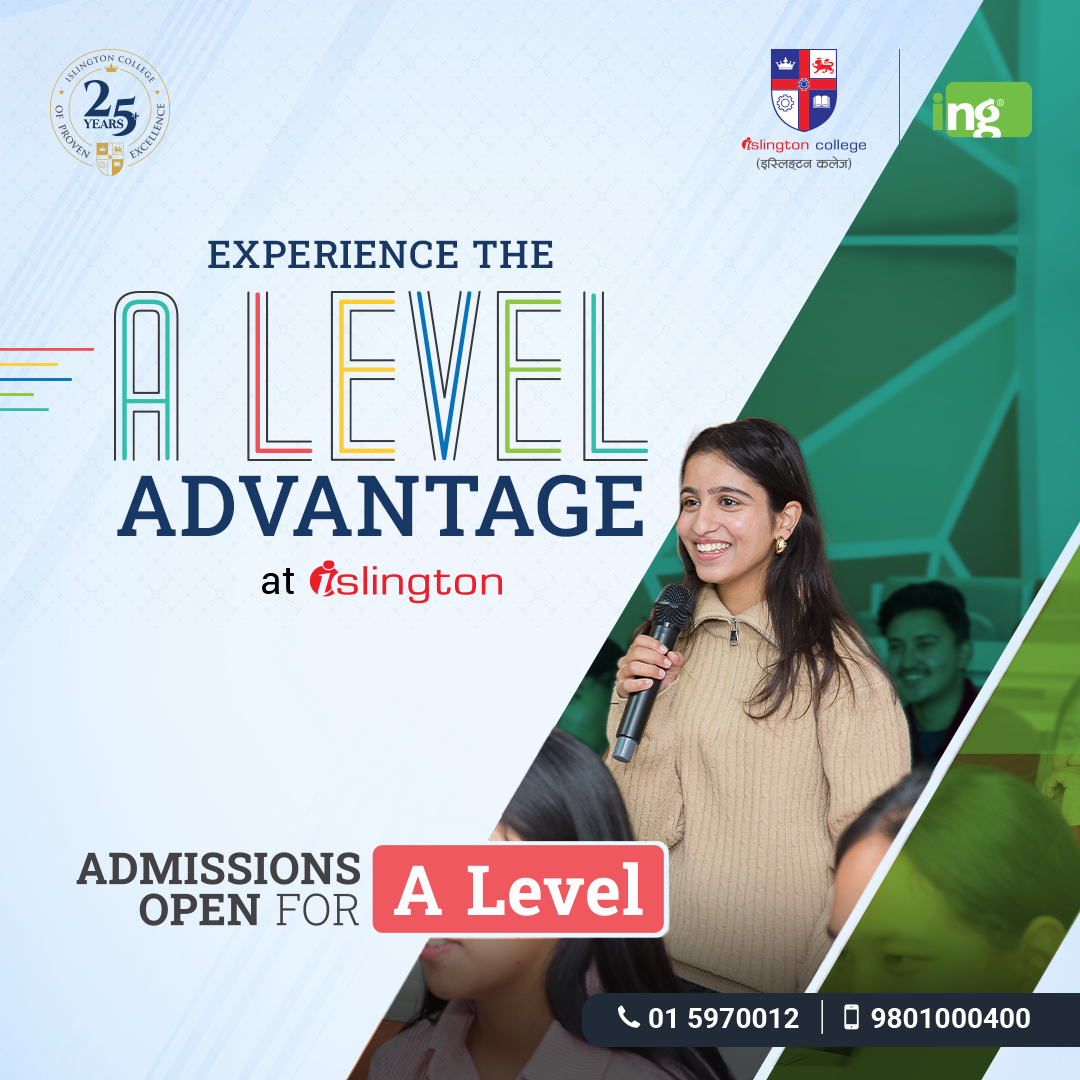 ISLINGTON COLLEGE
25+
YEARS
OF PROVEN EXCELLENCE
islington college
(इस्लिङ्टन कलेज)
ing®
EXPERIENCE THE
A LEVEL
ADVANTAGE
at islington
ADMISSIONS
OPEN FOR
A Level
01 5970012
9801000400